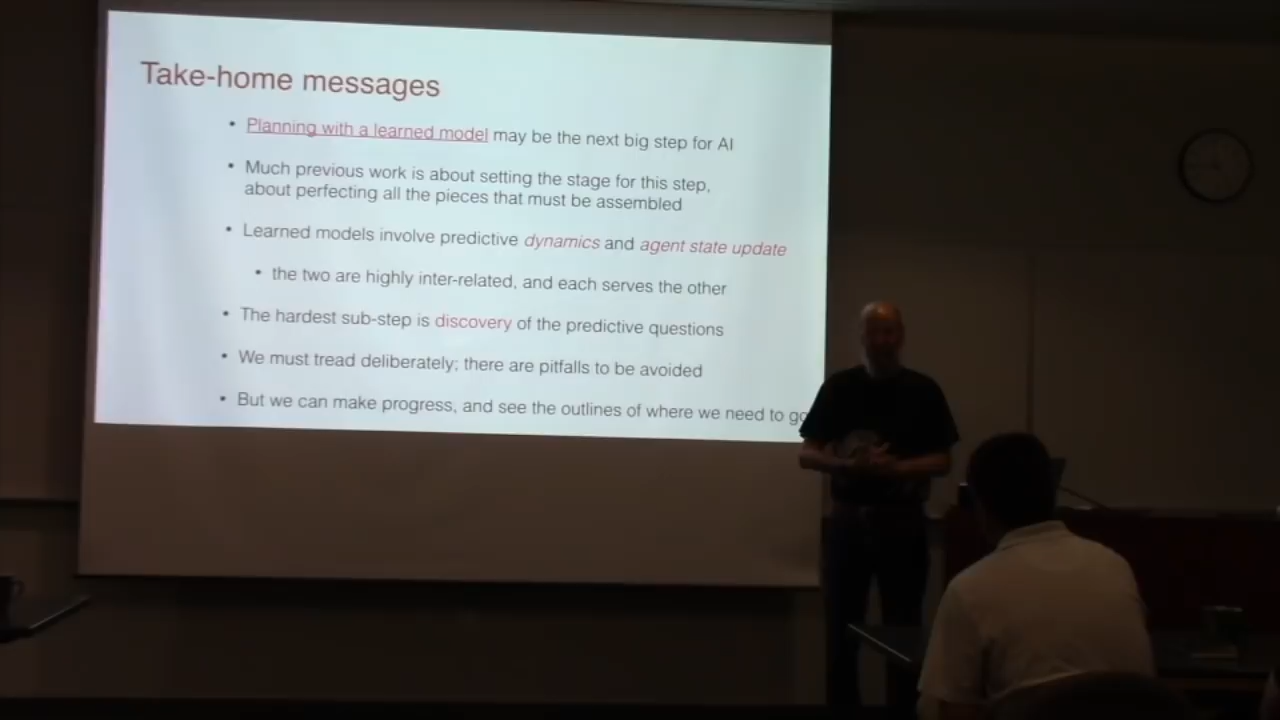 Take-home messages
• Planning with a learned model may be the next big step for AI
• Much previous work is about setting the stage for this step,
about perfecting all the pieces that must be assembled
• Learned models involve predictive dynamics and agent state update
• the two are highly inter-related, and each serves the other
• The hardest sub-step is discovery of the predictive questions
• We must tread deliberately; there are pitfalls to be avoided
• But we can make progress, and see the outlines of where we need to go